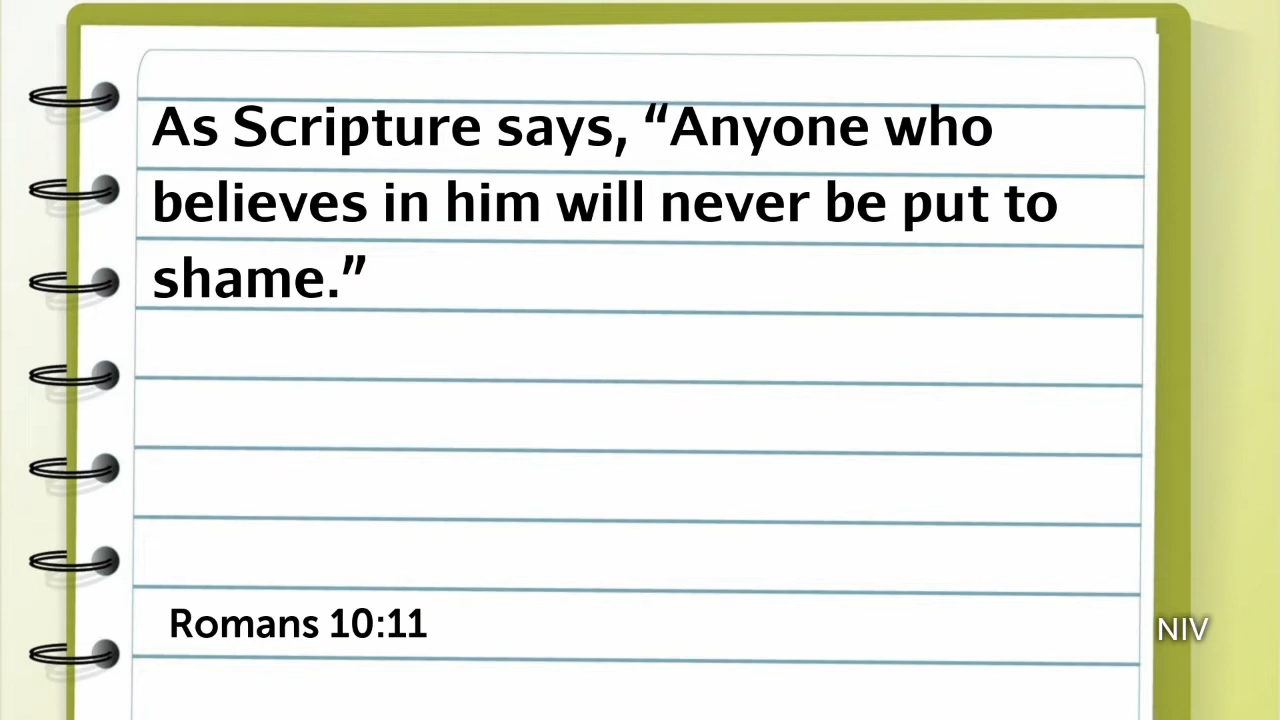 As Scripture says, “Anyone who
believes in him will never be put to
shame.”
Romans 10:11
NIV